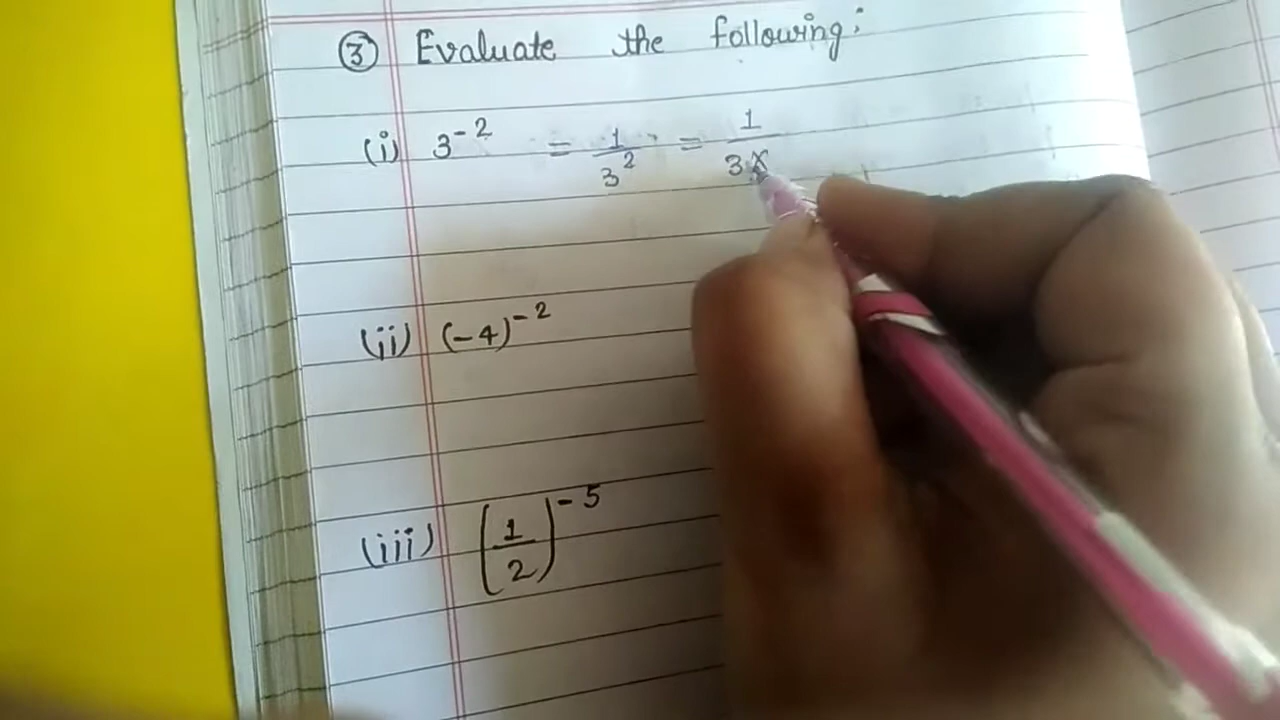 ③ Evaluate the following:
(i) 3⁻² = 1/3² = 1/3×
(ii) (-4)⁻²
(iii) (1/2)⁻⁵